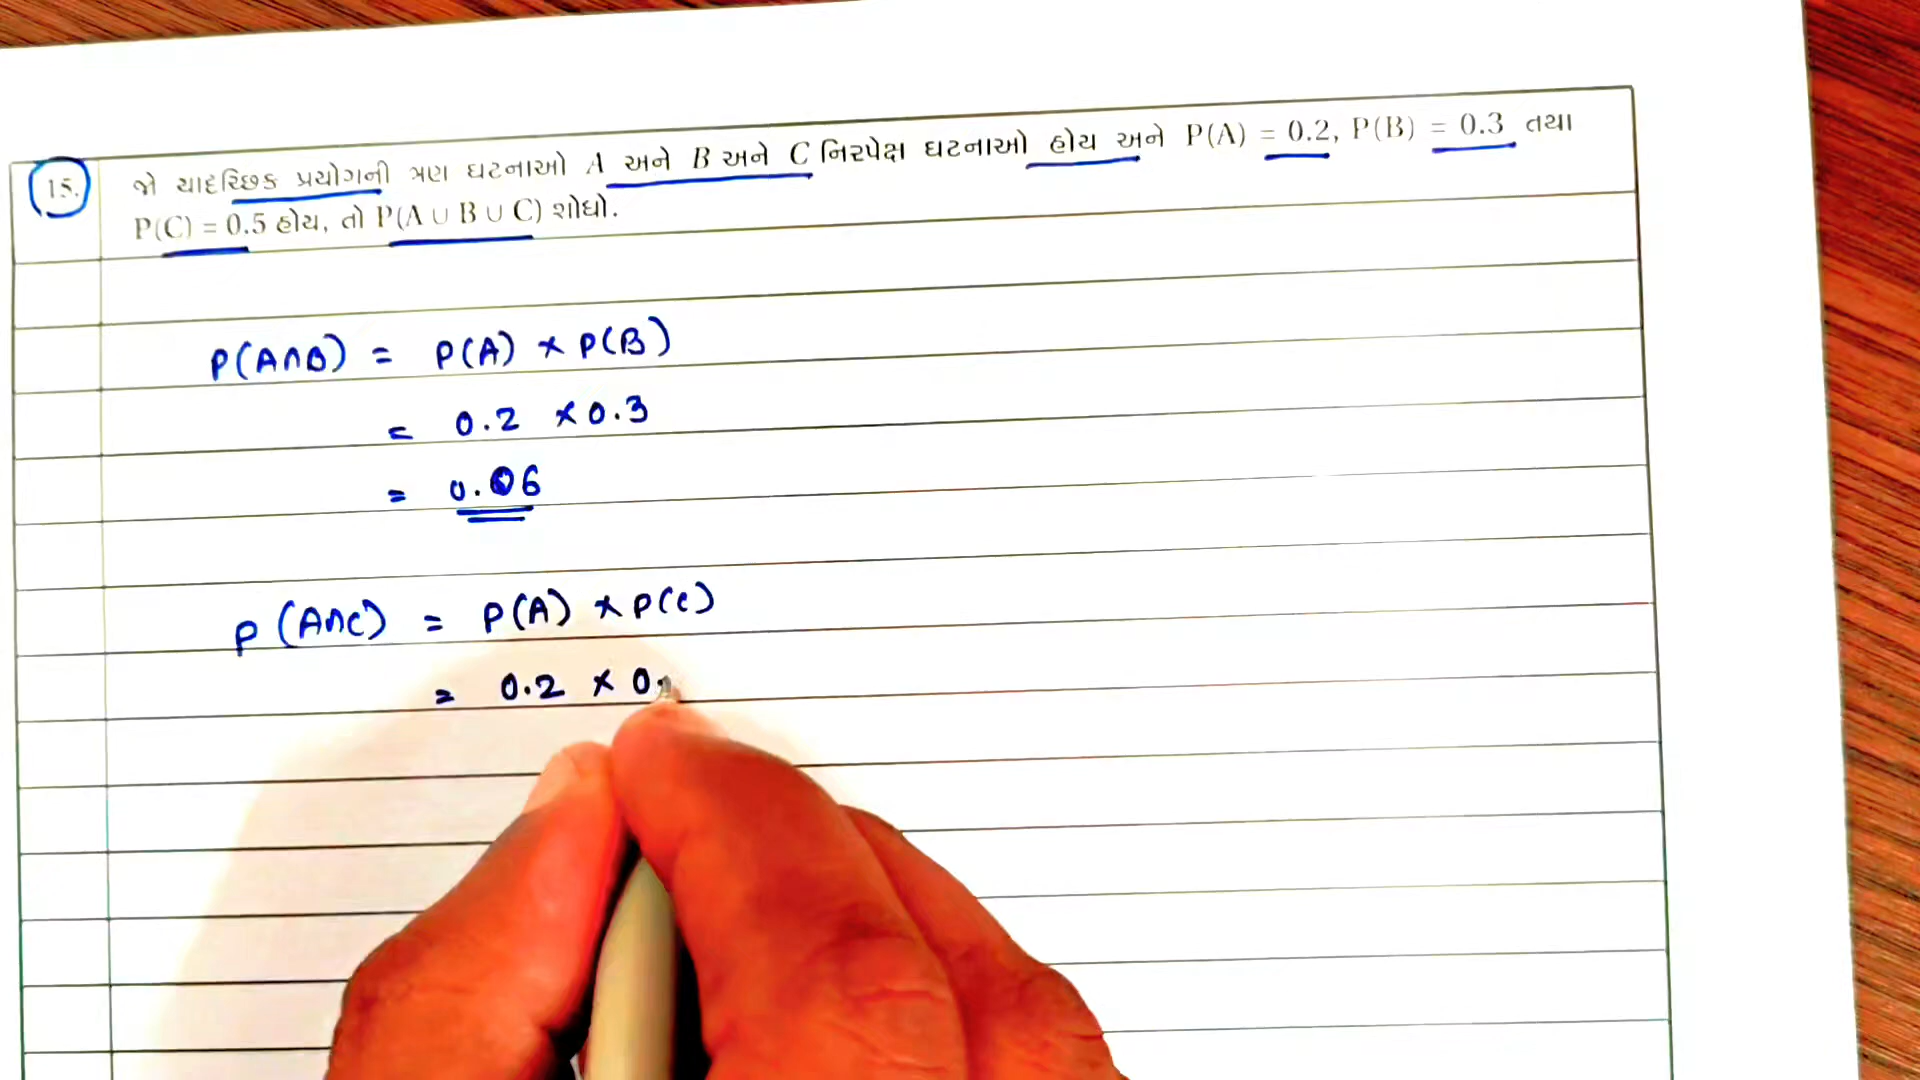 15. જો યાદચ્છિક પ્રયોગની ત્રણ ઘટનાઓ A અને B અને C નિરપેક્ષ ઘટનાઓ હોય અને P(A) = 0.2, P(B) = 0.3 તથા
P(C) = 0.5 હોય, તો P(A ∪ B ∪ C) શોધો.
P(A∩B) = P(A) × P(B)
= 0.2 × 0.3
= 0.06
P(A∩C) = P(A) × P(C)
= 0.2 × 0.